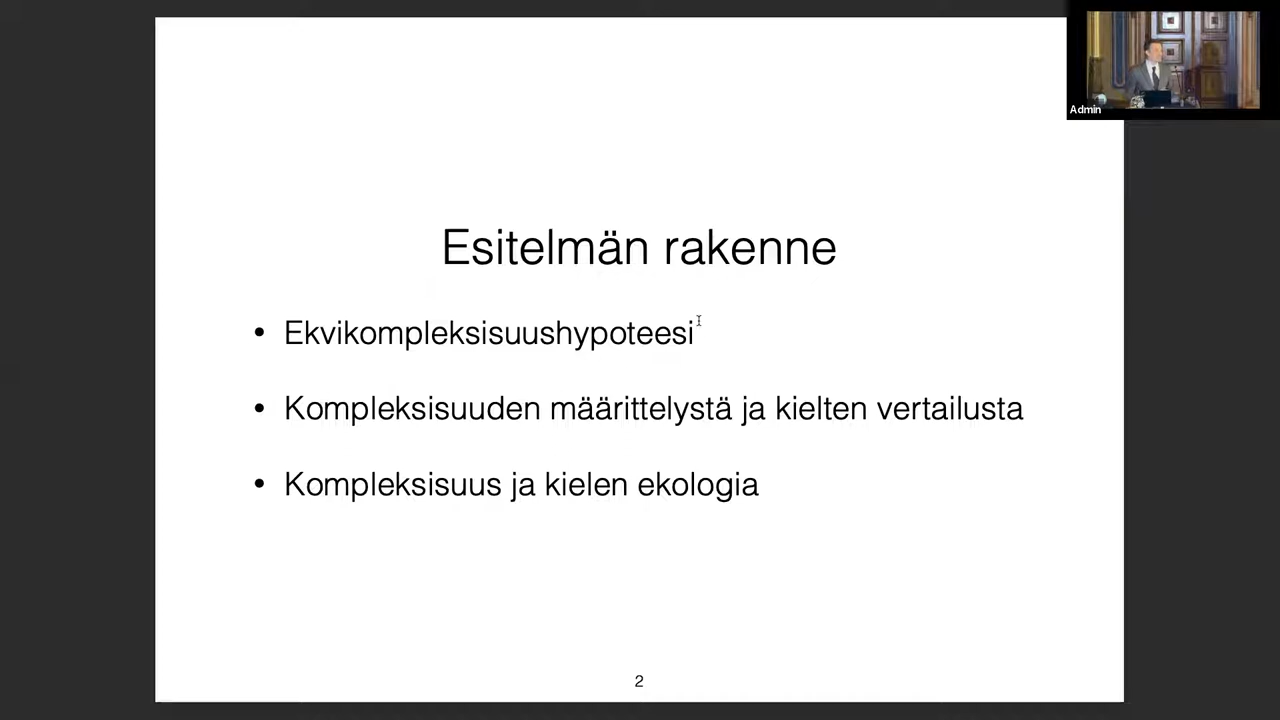 Admin
Esitelmän rakenne
• Ekvikompleksisuushypoteesi
• Kompleksisuuden määrittelystä ja kielten vertailusta
• Kompleksisuus ja kielen ekologia
2